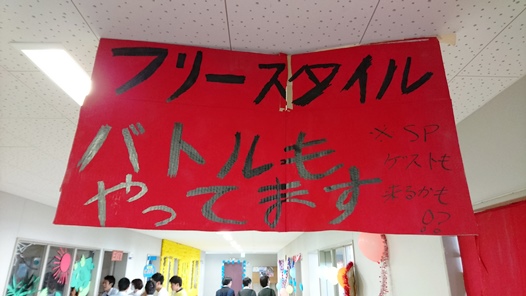 フリースタイル
バトルも
やってます
※SP
ゲストも
来るかも
!?